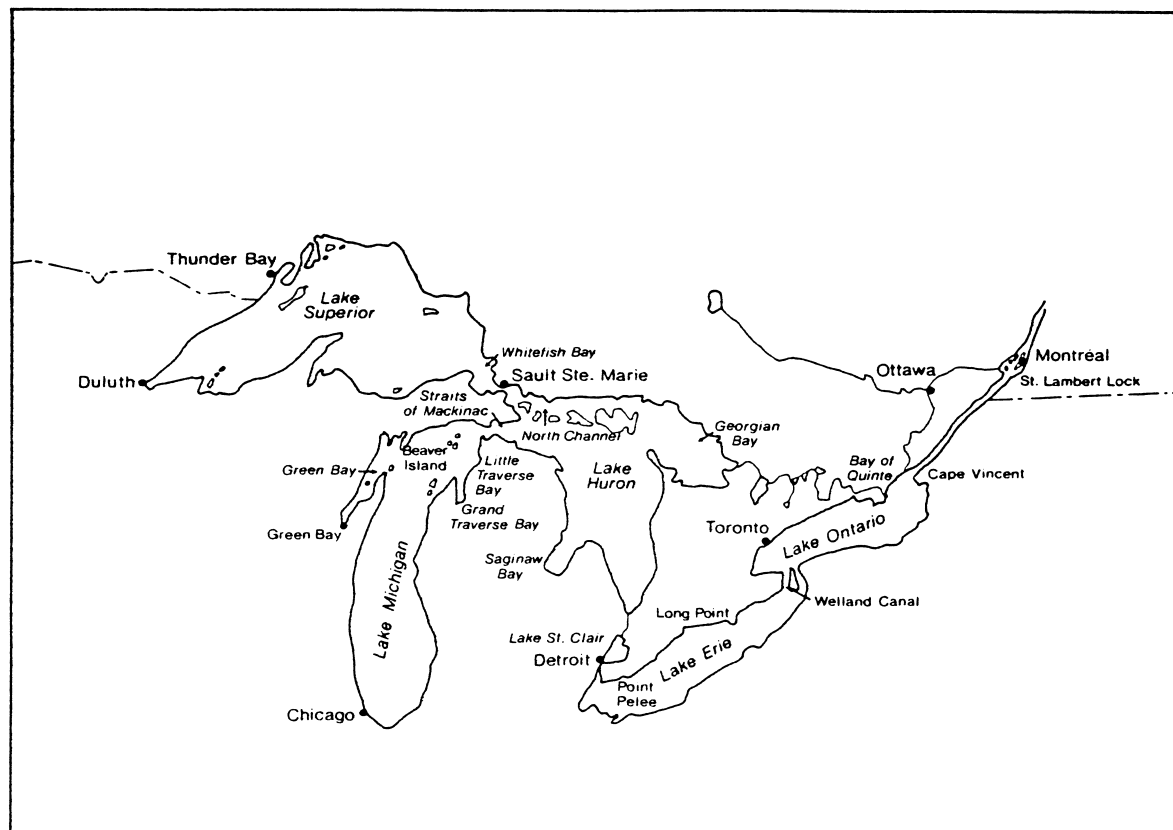 Thunder Bay
Lake
Superior
Duluth
Whitefish Bay
Sault Ste. Marie
Straits
of Mackinac
North Channel
Georgian
Bay
Ottawa
Montréal
St. Lambert Lock
Beaver
Island
Green Bay
Little
Traverse
Bay
Grand
Traverse Bay
Green Bay
Lake
Huron
Bay of
Quinte
Cape Vincent
Toronto
Lake Ontario
Saginaw
Bay
Lake Michigan
Welland Canal
Long Point
Lake St. Clair
Detroit
Lake Erie
Point
Pelee
Chicago